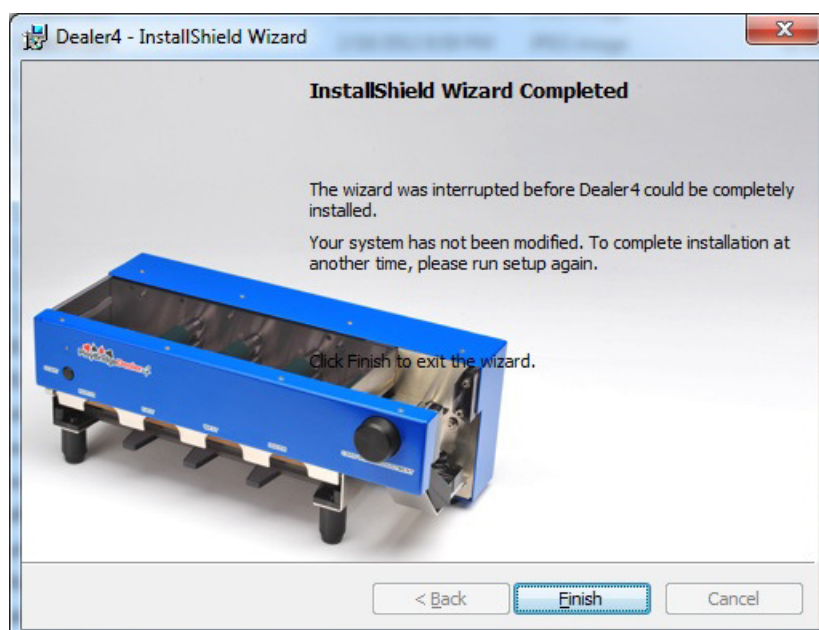 Dealer4 - InstallShield Wizard
InstallShield Wizard Completed
The wizard was interrupted before Dealer4 could be completely
installed.
Your system has not been modified. To complete installation at
another time, please run setup again.
Click Finish to exit the wizard.
< Back
Finish
Cancel